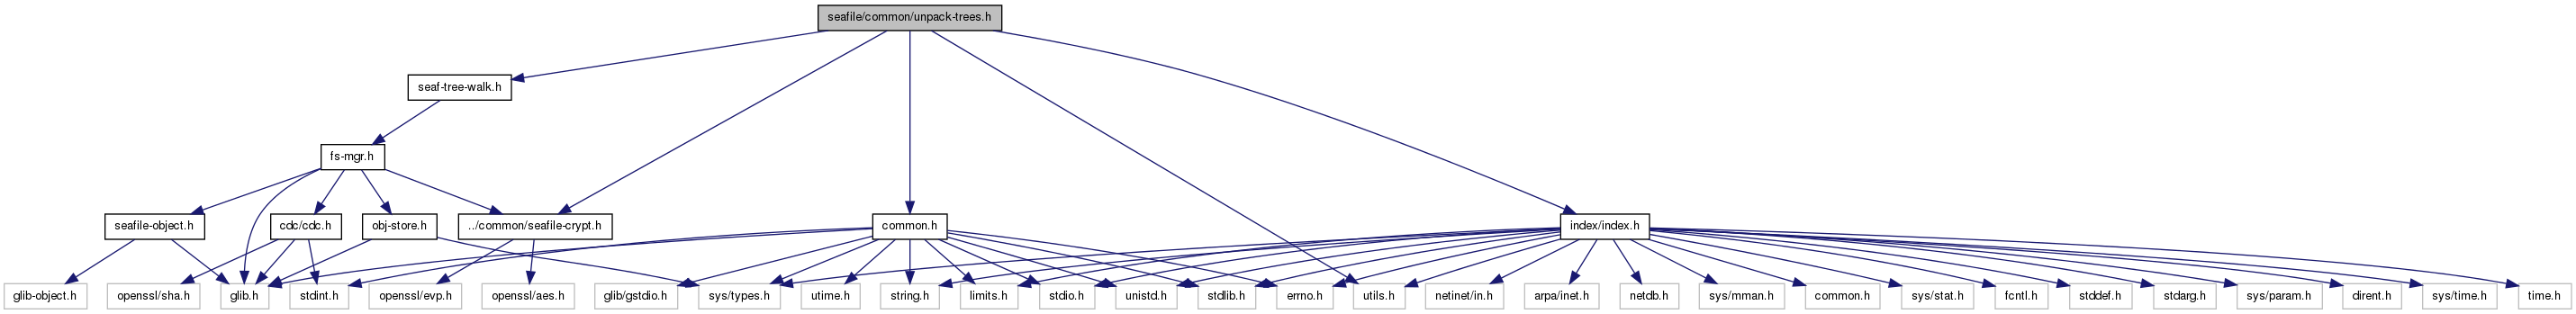 seafile/common/unpack-trees.h
seaf-tree-walk.h
fs-mgr.h
seafile-object.h
cdc/cdc.h
obj-store.h
../common/seafile-crypt.h
common.h
index/index.h
glib-object.h
openssl/sha.h
glib.h
stdint.h
openssl/evp.h
openssl/aes.h
glib/gstdio.h
sys/types.h
utime.h
string.h
limits.h
stdio.h
unistd.h
stdlib.h
errno.h
utils.h
netinet/in.h
arpa/inet.h
netdb.h
sys/mman.h
common.h
sys/stat.h
fcntl.h
stddef.h
stdarg.h
sys/param.h
dirent.h
sys/time.h
time.h